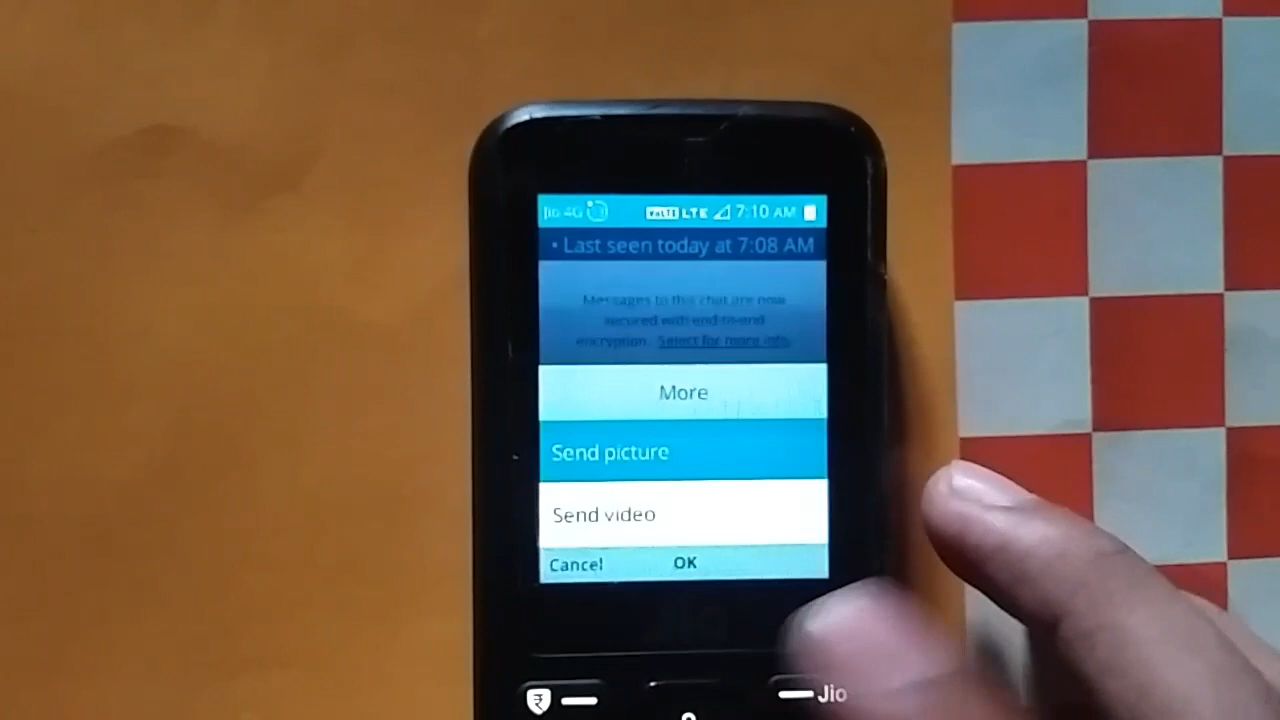 Jio 4G VoLTE LTE 7:10 AM
• Last seen today at 7:08 AM
Messages to this chat are now
secured with end-to-end
encryption. Select for more info.
More
Send picture
Send video
Cancel OK
₹ Jio